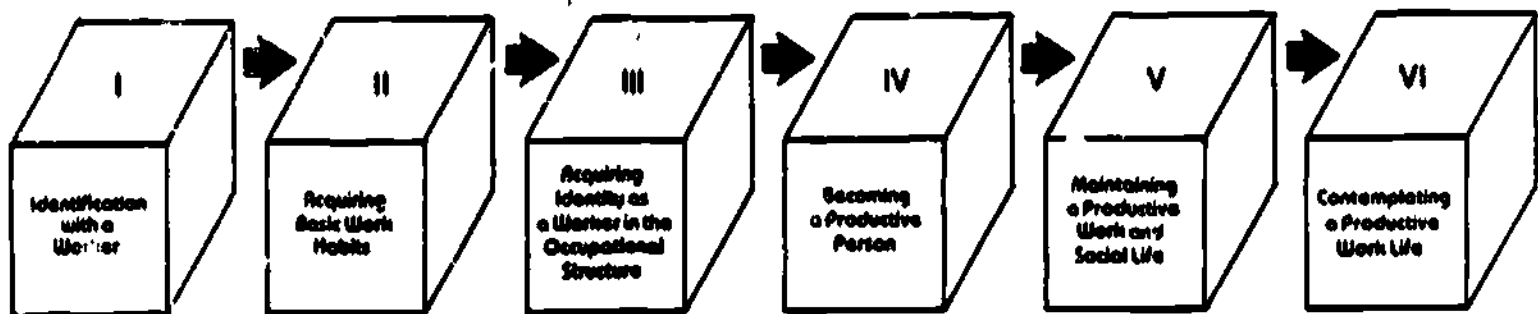 I
II
III
IV
V
VI
Identification
with a
Worker
Acquiring
Basic Work
Habits
Acquiring
Identity as
a Worker in the
Occupational
Structure
Becoming
a Productive
Person
Maintaining
a Productive
Work and
Social Life
Contemplating
a Productive
Work Life